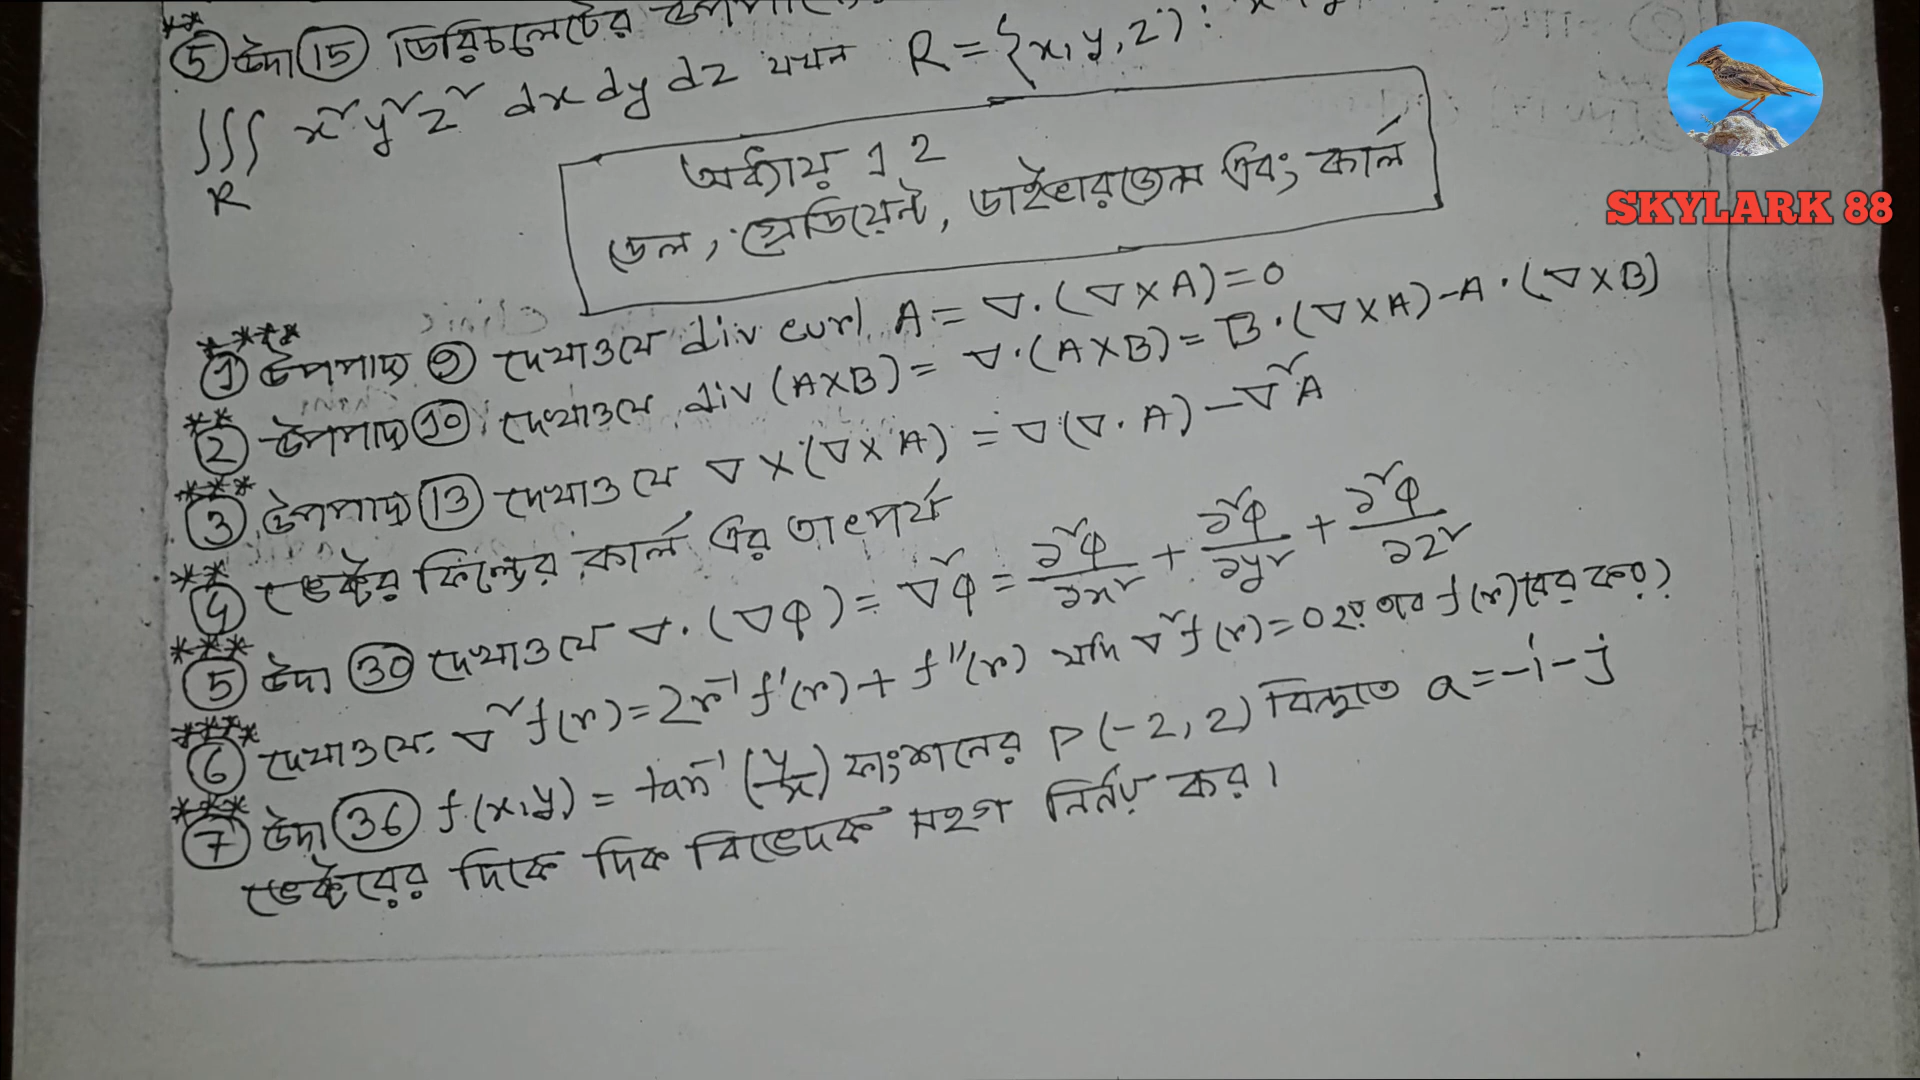 ** ⑤ উদা ⑮ ডিরিচলেটের
∭ x²y²z² dx dy dz যখন R = {x, y, z) :
R
অধ্যায় 12
ডেল, গ্রেডিয়েন্ট, ডাইভারজেন্স এবং কার্ল
**** ① উপপাদ্য ⑨ দেখাও যে div curl A = ∇·(∇×A) = 0
** ② উপপাদ্য ⑩ দেখাও যে div (A×B) = ∇·(A×B) = B·(∇×A) - A·(∇×B)
*** ③ উপপাদ্য ⑬ দেখাও যে ∇×(∇×A) = ∇(∇·A) - ∇²A
** ④ ভেক্টর ফিল্ডের কার্ল এর তাৎপর্য
*** ⑤ উদা ㉚ দেখাও যে ∇·(∇φ) = ∇²φ = ∂²φ/∂x² + ∂²φ/∂y² + ∂²φ/∂z²
*** ⑥ দেখাও যে ∇²f(r) = 2r⁻¹ f'(r) + f''(r) যদি ∇²f(r) = 0 হয় তবে f(r) বের কর?
*** ⑦ উদা ㊱ f(x,y) = tan⁻¹(y/x) ফাংশনের P(-2, 2) বিন্দুতে a = -i - j
ভেক্টরের দিকে দিক বিভেদক সহগ নির্ণয় কর।
SKYLARK 88